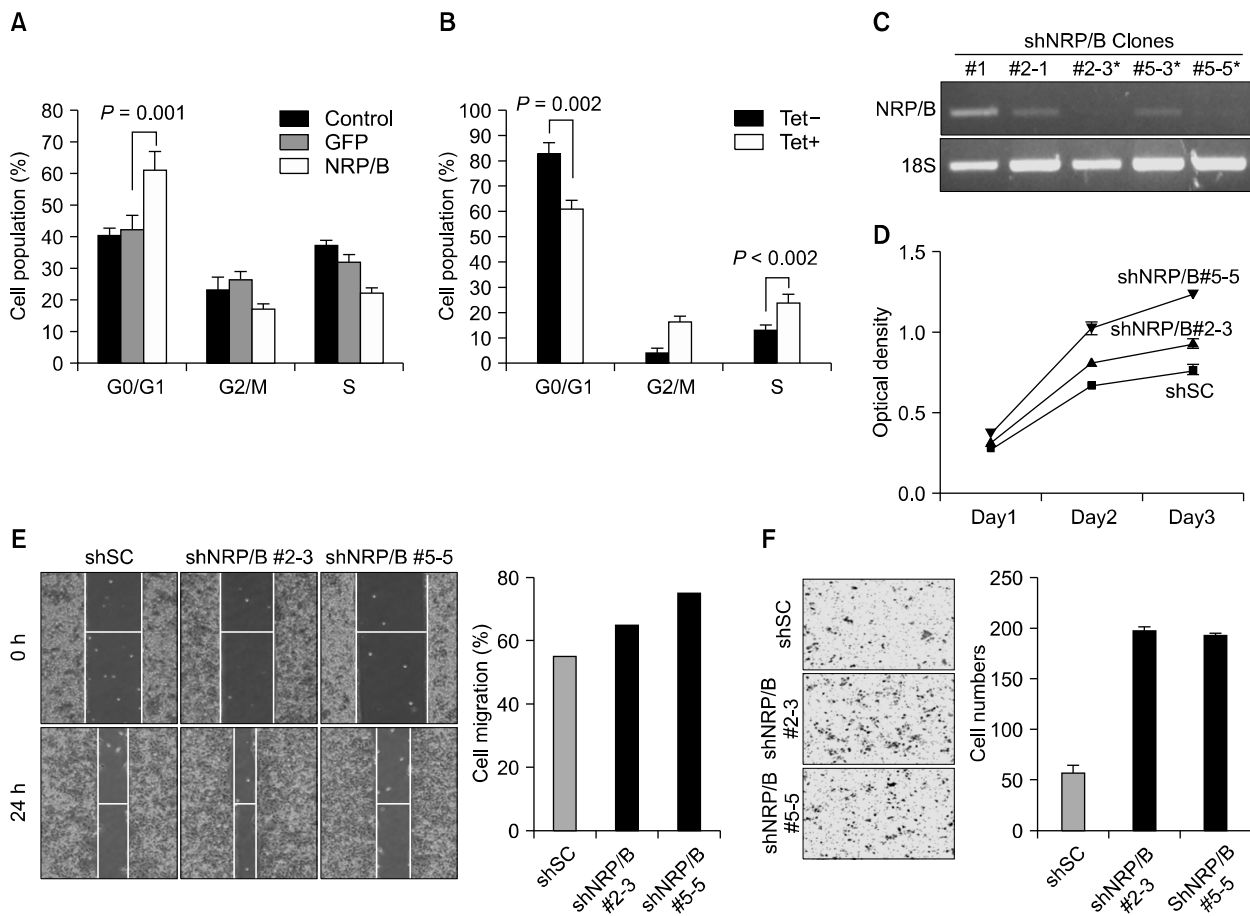 A
Cell population (%)
80
70
60
50
40
30
20
10
0
P = 0.001
Control
GFP
NRP/B
G0/G1
G2/M
S
B
Cell population (%)
100
90
80
70
60
50
40
30
20
10
0
P = 0.002
Tet−
Tet+
P < 0.002
G0/G1
G2/M
S
C
shNRP/B Clones
#1 #2-1 #2-3* #5-3* #5-5*
NRP/B
18S
D
Optical density
1.5
1.0
0.5
0.0
shNRP/B#5-5
shNRP/B#2-3
shSC
Day1
Day2
Day3
E
shSC
shNRP/B #2-3
shNRP/B #5-5
0 h
24 h
Cell migration (%)
80
60
40
20
0
shSC
shNRP/B
#2-3
shNRP/B
#5-5
F
shSC
shNRP/B
#2-3
shNRP/B
#5-5
Cell numbers
250
200
150
100
50
0
shSC
shNRP/B
#2-3
ShNRP/B
#5-5